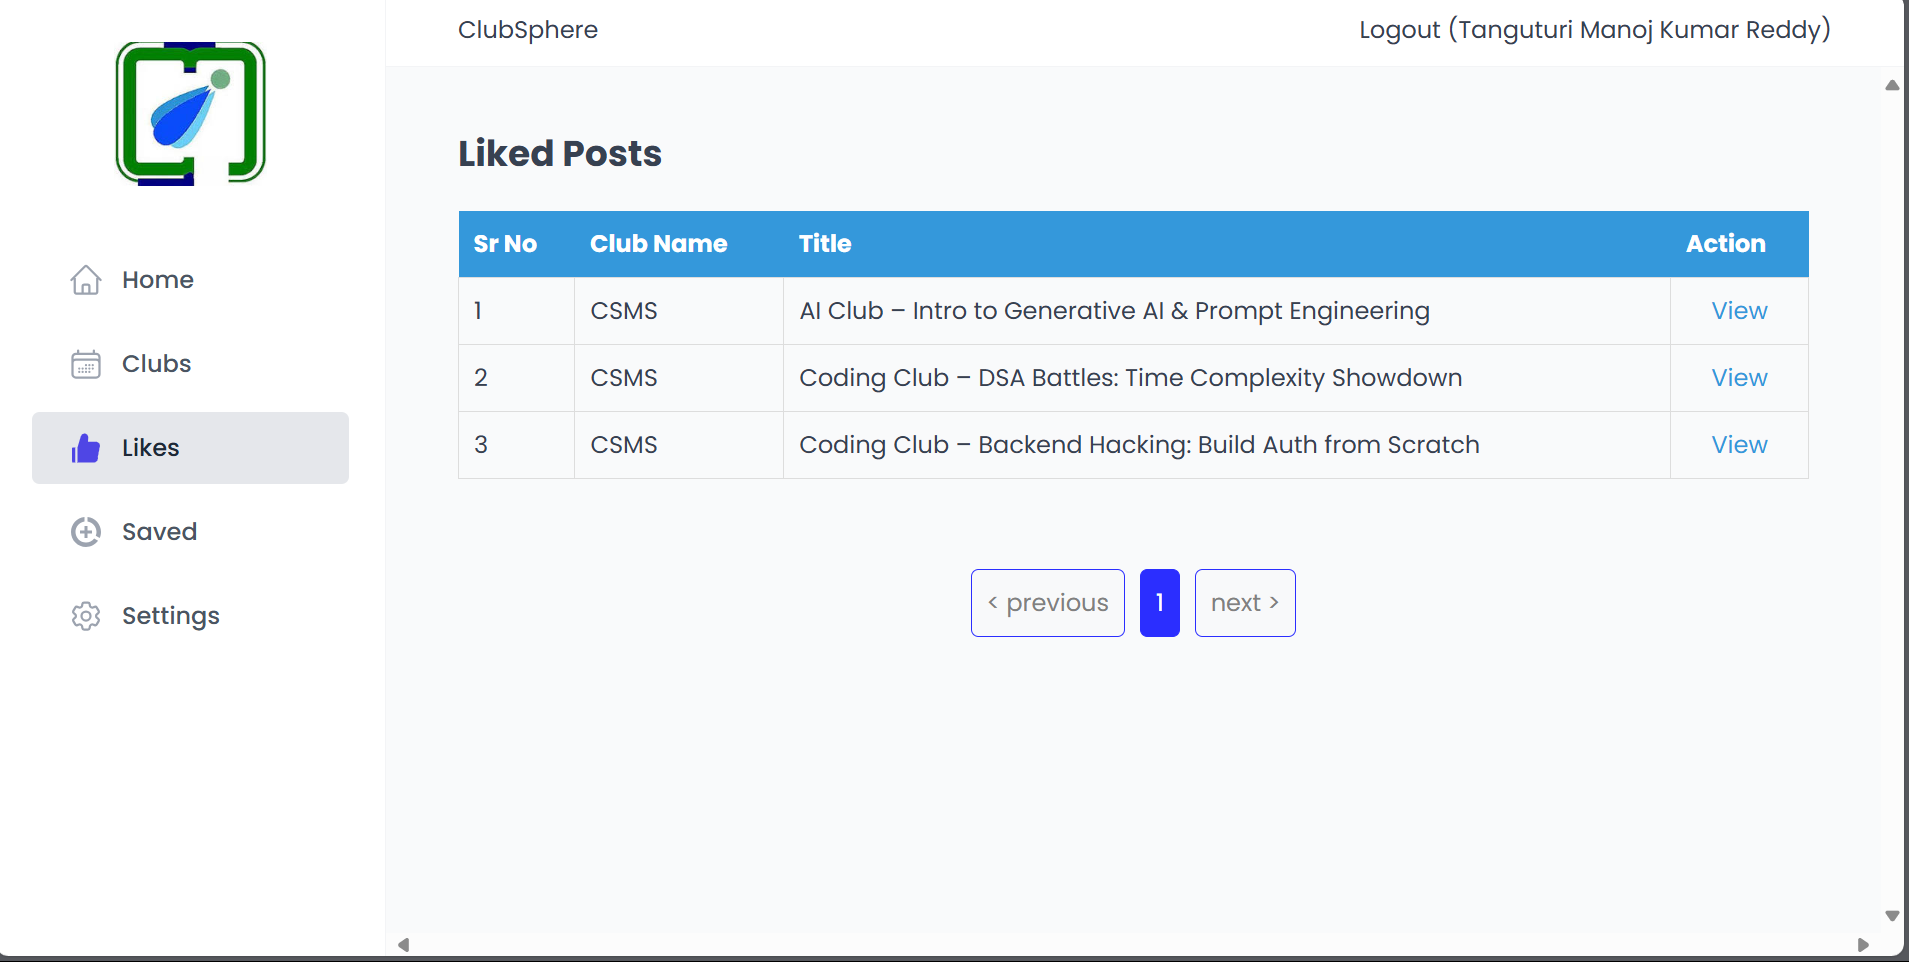 ClubSphere Logout (Tanguturi Manoj Kumar Reddy)
Home
Clubs
Likes
Saved
Settings
Liked Posts
Sr No Club Name Title Action
1 CSMS AI Club – Intro to Generative AI & Prompt Engineering View
2 CSMS Coding Club – DSA Battles: Time Complexity Showdown View
3 CSMS Coding Club – Backend Hacking: Build Auth from Scratch View
< previous 1 next >